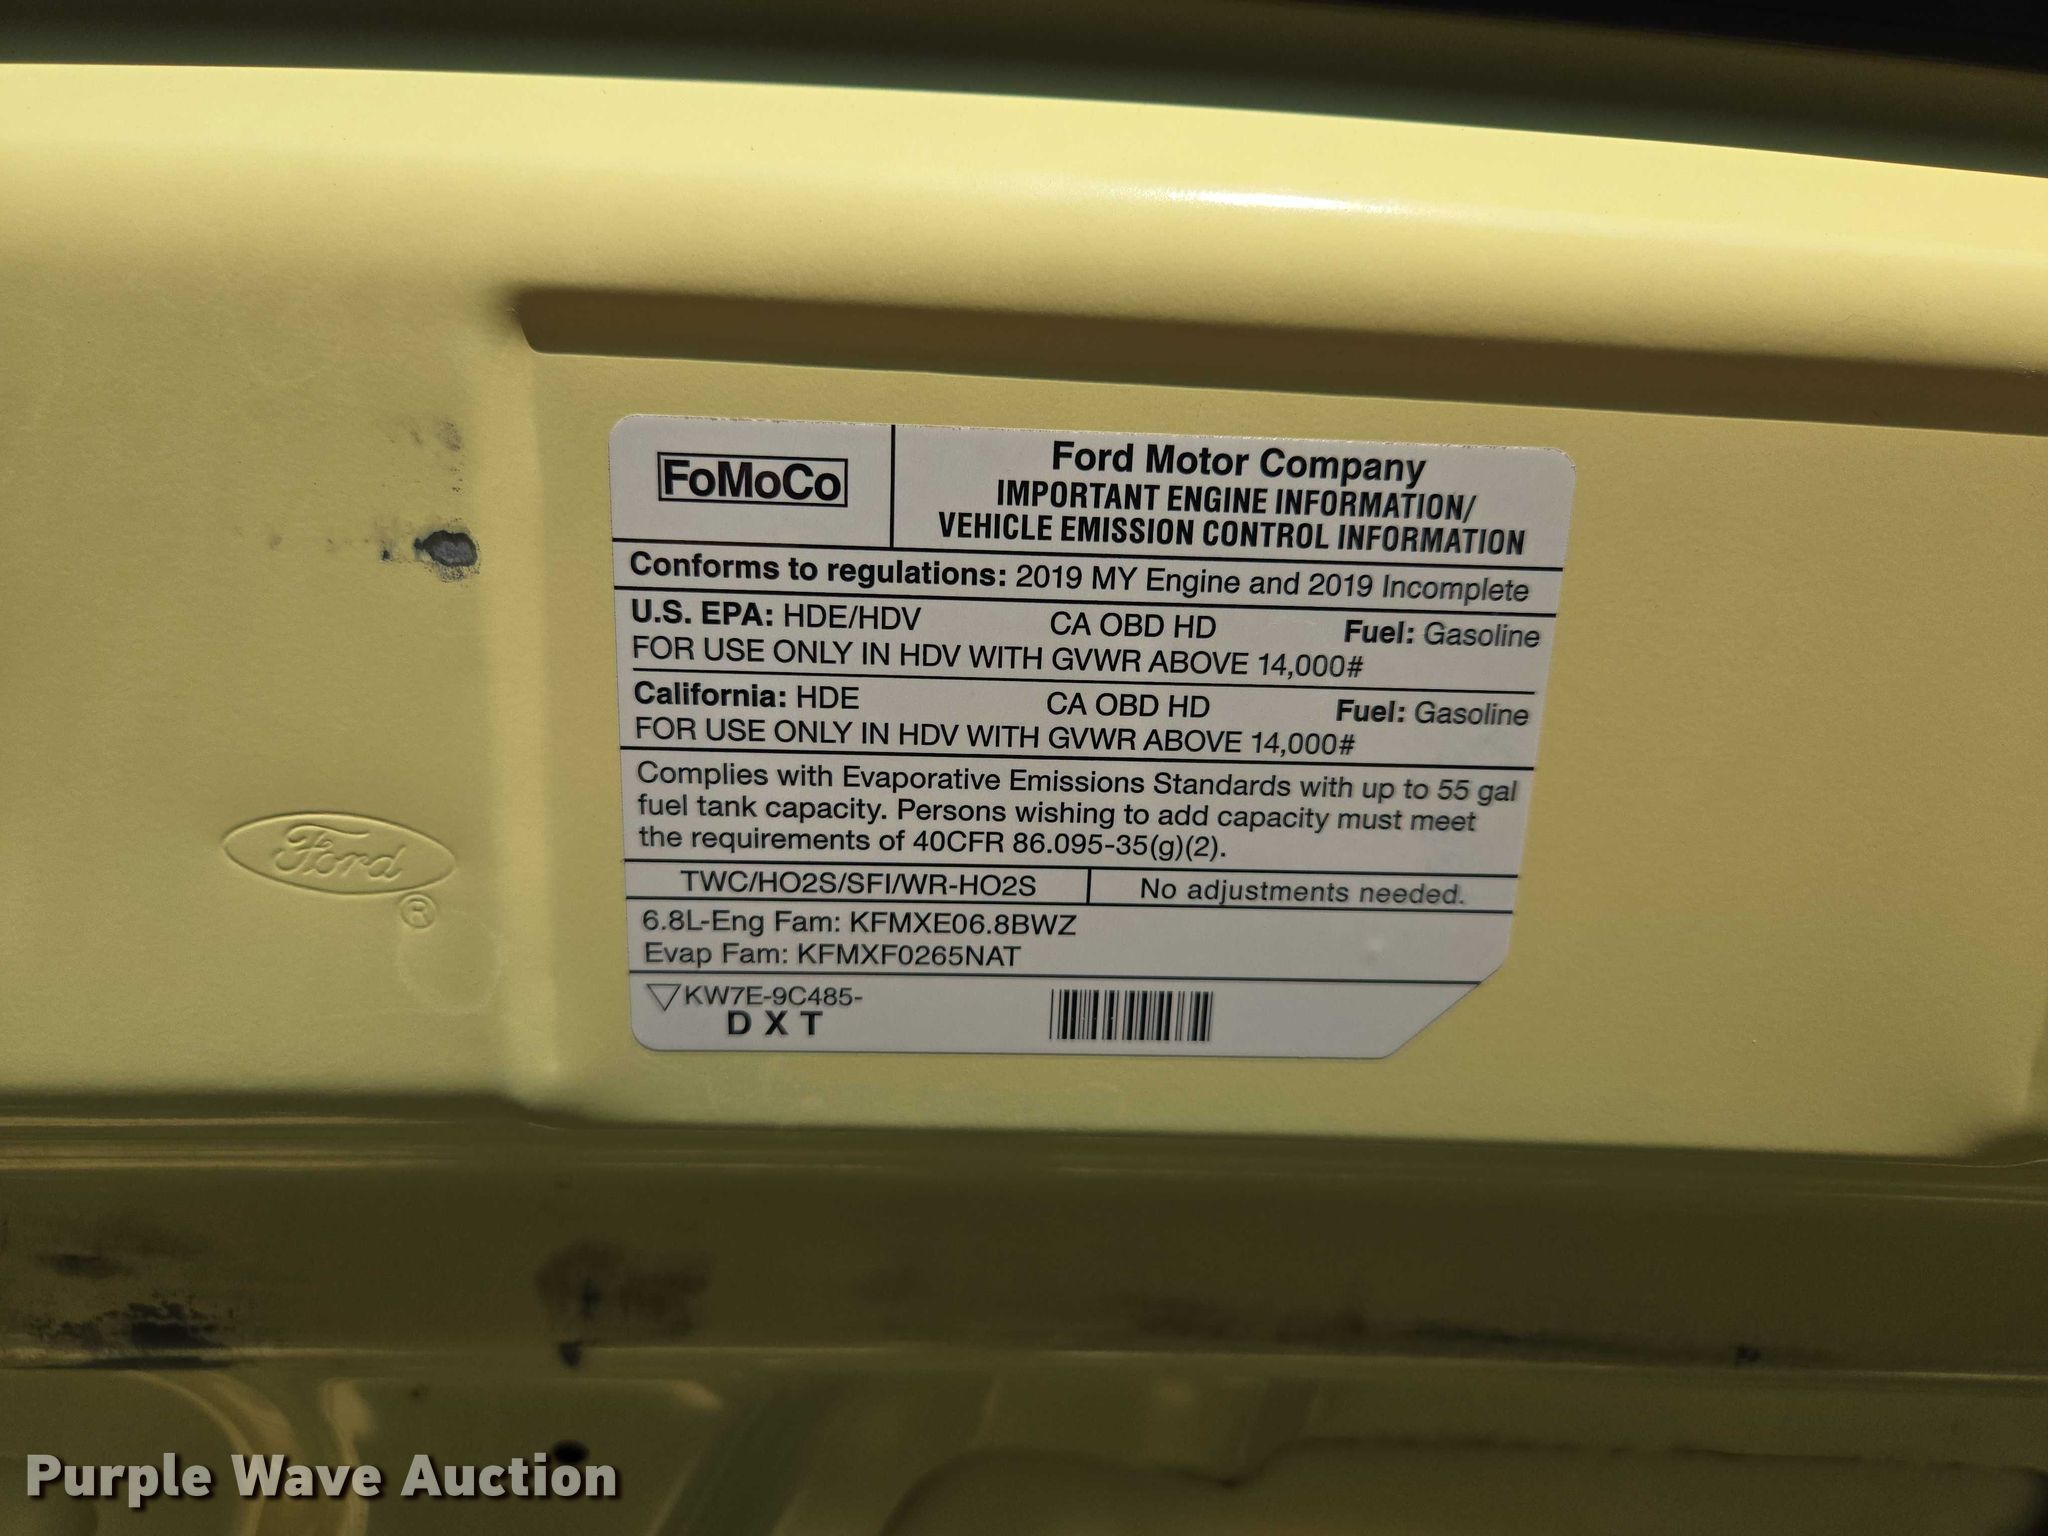 FoMoCo
Ford Motor Company
IMPORTANT ENGINE INFORMATION/
VEHICLE EMISSION CONTROL INFORMATION
Conforms to regulations: 2019 MY Engine and 2019 Incomplete
U.S. EPA: HDE/HDV CA OBD HD Fuel: Gasoline
FOR USE ONLY IN HDV WITH GVWR ABOVE 14,000#
California: HDE CA OBD HD Fuel: Gasoline
FOR USE ONLY IN HDV WITH GVWR ABOVE 14,000#
Complies with Evaporative Emissions Standards with up to 55 gal
fuel tank capacity. Persons wishing to add capacity must meet
the requirements of 40CFR 86.095-35(g)(2).
TWC/HO2S/SFI/WR-HO2S No adjustments needed.
6.8L-Eng Fam: KFMXE06.8BWZ
Evap Fam: KFMXF0265NAT
▽KW7E-9C485-
D X T
Ford
®
Purple Wave Auction